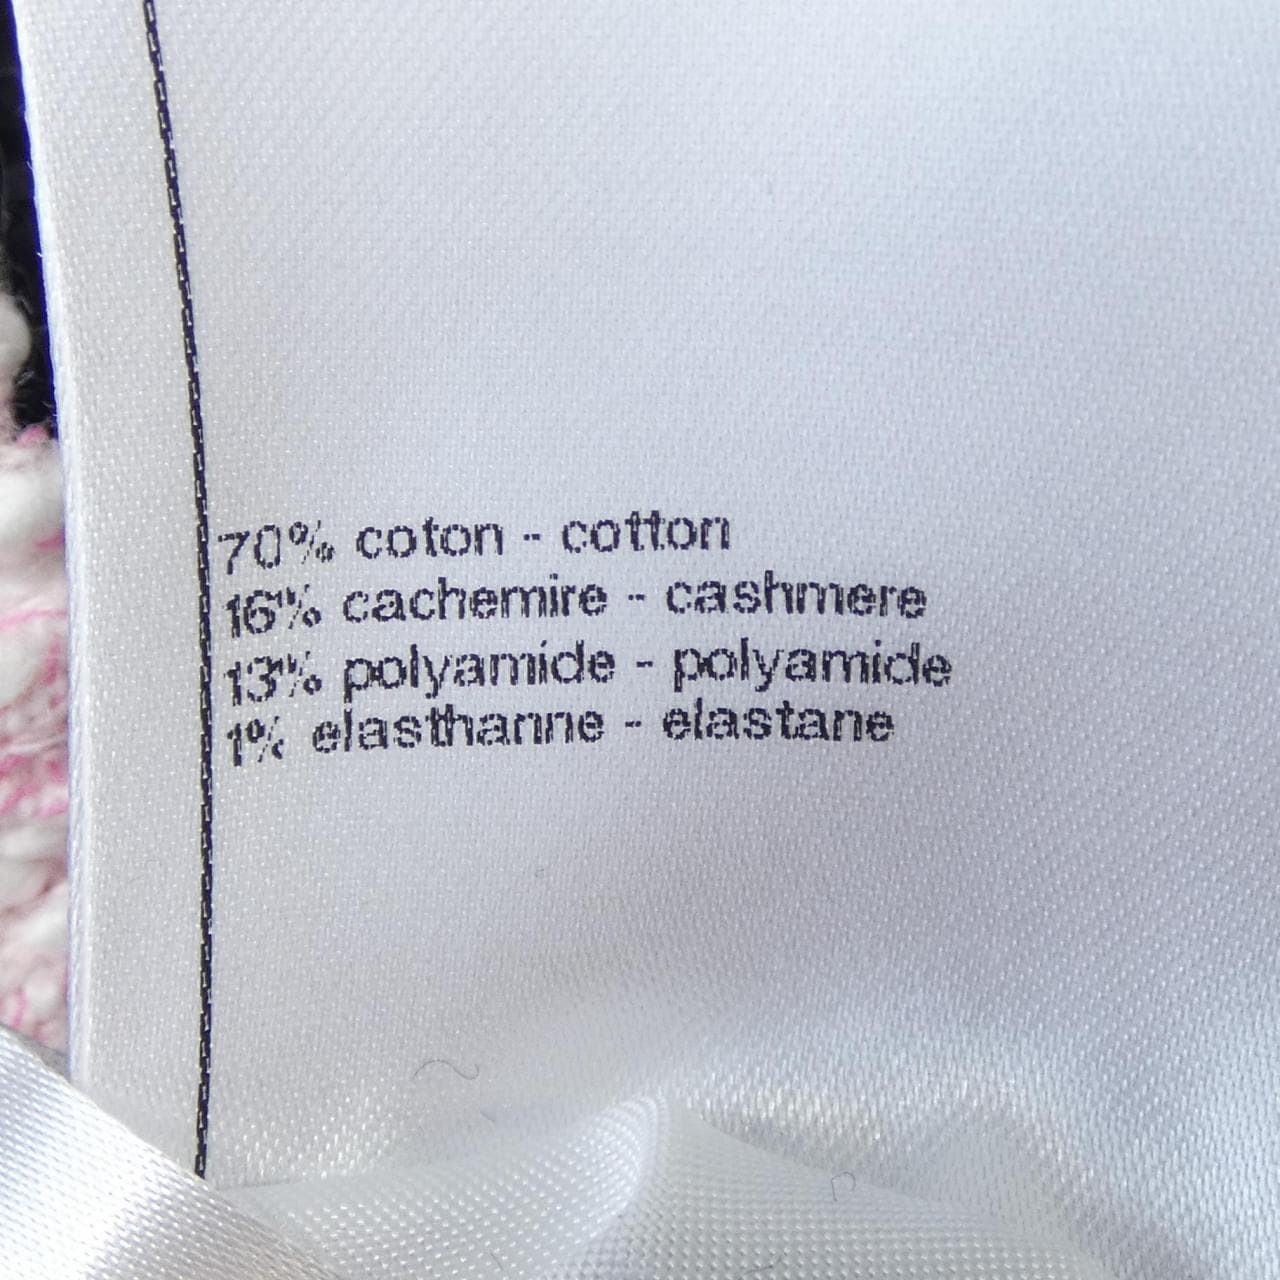 70% coton - cotton
16% cachemire - cashmere
13% polyamide - polyamide
1% elasthanne - elastane